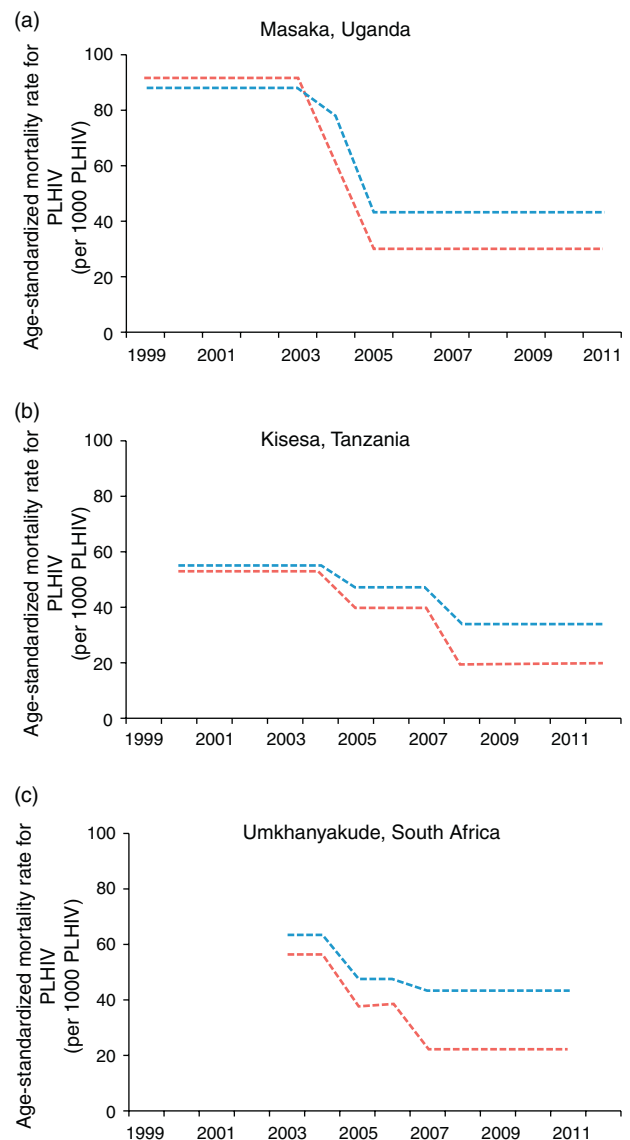 (a)
Masaka, Uganda
Age-standardized mortality rate for
PLHIV
(per 1000 PLHIV)
100
80
60
40
20
0
1999 2001 2003 2005 2007 2009 2011
(b)
Kisesa, Tanzania
Age-standardized mortality rate for
PLHIV
(per 1000 PLHIV)
100
80
60
40
20
0
1999 2001 2003 2005 2007 2009 2011
(c)
Umkhanyakude, South Africa
Age-standardized mortality rate for
PLHIV
(per 1000 PLHIV)
100
80
60
40
20
0
1999 2001 2003 2005 2007 2009 2011